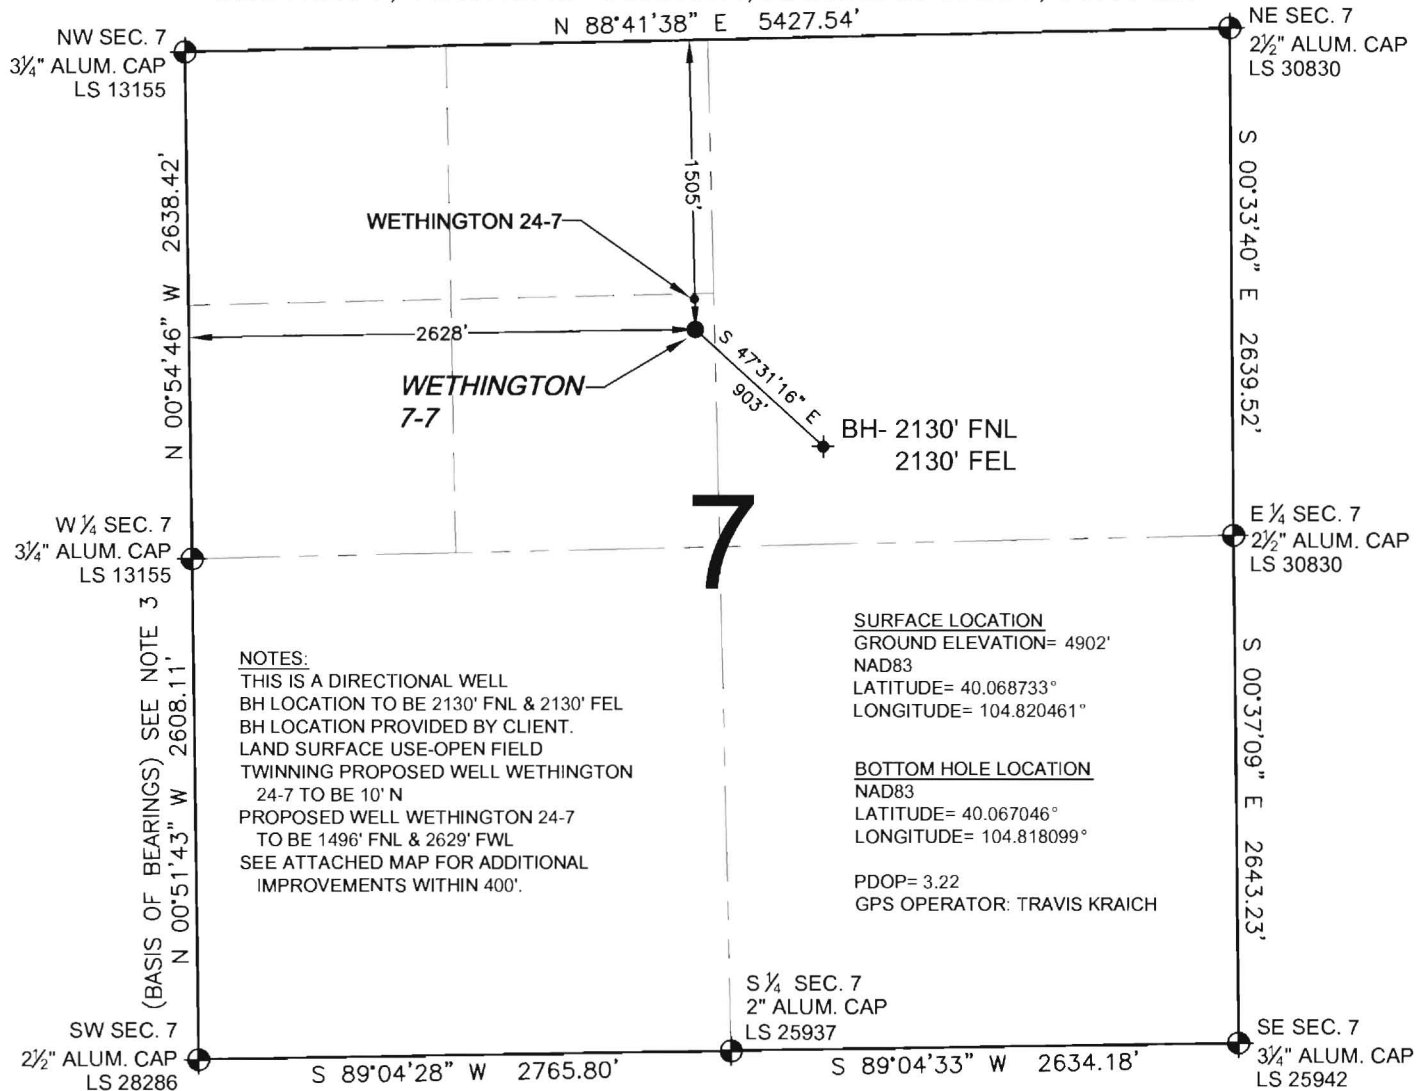 N 88°41'38" E 5427.54'
NW SEC. 7
3¼" ALUM. CAP
LS 13155
NE SEC. 7
2½" ALUM. CAP
LS 30830
N 00°54'46" W 2638.42'
S 00°33'40" E 2639.52'
1505'
WETHINGTON 24-7
2628'
WETHINGTON
7-7
S 47°31'16" E
903'
BH- 2130' FNL
2130' FEL
7
W ¼ SEC. 7
3¼" ALUM. CAP
LS 13155
E ¼ SEC. 7
2½" ALUM. CAP
LS 30830
(BASIS OF BEARINGS) SEE NOTE 3
N 00°51'43" W 2608.11'
NOTES:
THIS IS A DIRECTIONAL WELL
BH LOCATION TO BE 2130' FNL & 2130' FEL
BH LOCATION PROVIDED BY CLIENT.
LAND SURFACE USE-OPEN FIELD
TWINNING PROPOSED WELL WETHINGTON
24-7 TO BE 10' N
PROPOSED WELL WETHINGTON 24-7
TO BE 1496' FNL & 2629' FWL
SEE ATTACHED MAP FOR ADDITIONAL
IMPROVEMENTS WITHIN 400'.
SURFACE LOCATION
GROUND ELEVATION= 4902'
NAD83
LATITUDE= 40.068733°
LONGITUDE= 104.820461°
BOTTOM HOLE LOCATION
NAD83
LATITUDE= 40.067046°
LONGITUDE= 104.818099°
PDOP= 3.22
GPS OPERATOR: TRAVIS KRAICH
S 00°37'09" E 2643.23'
SW SEC. 7
2½" ALUM. CAP
LS 28286
S 89°04'28" W 2765.80'
S ¼ SEC. 7
2" ALUM. CAP
LS 25937
S 89°04'33" W 2634.18'
SE SEC. 7
3¼" ALUM. CAP
LS 25942